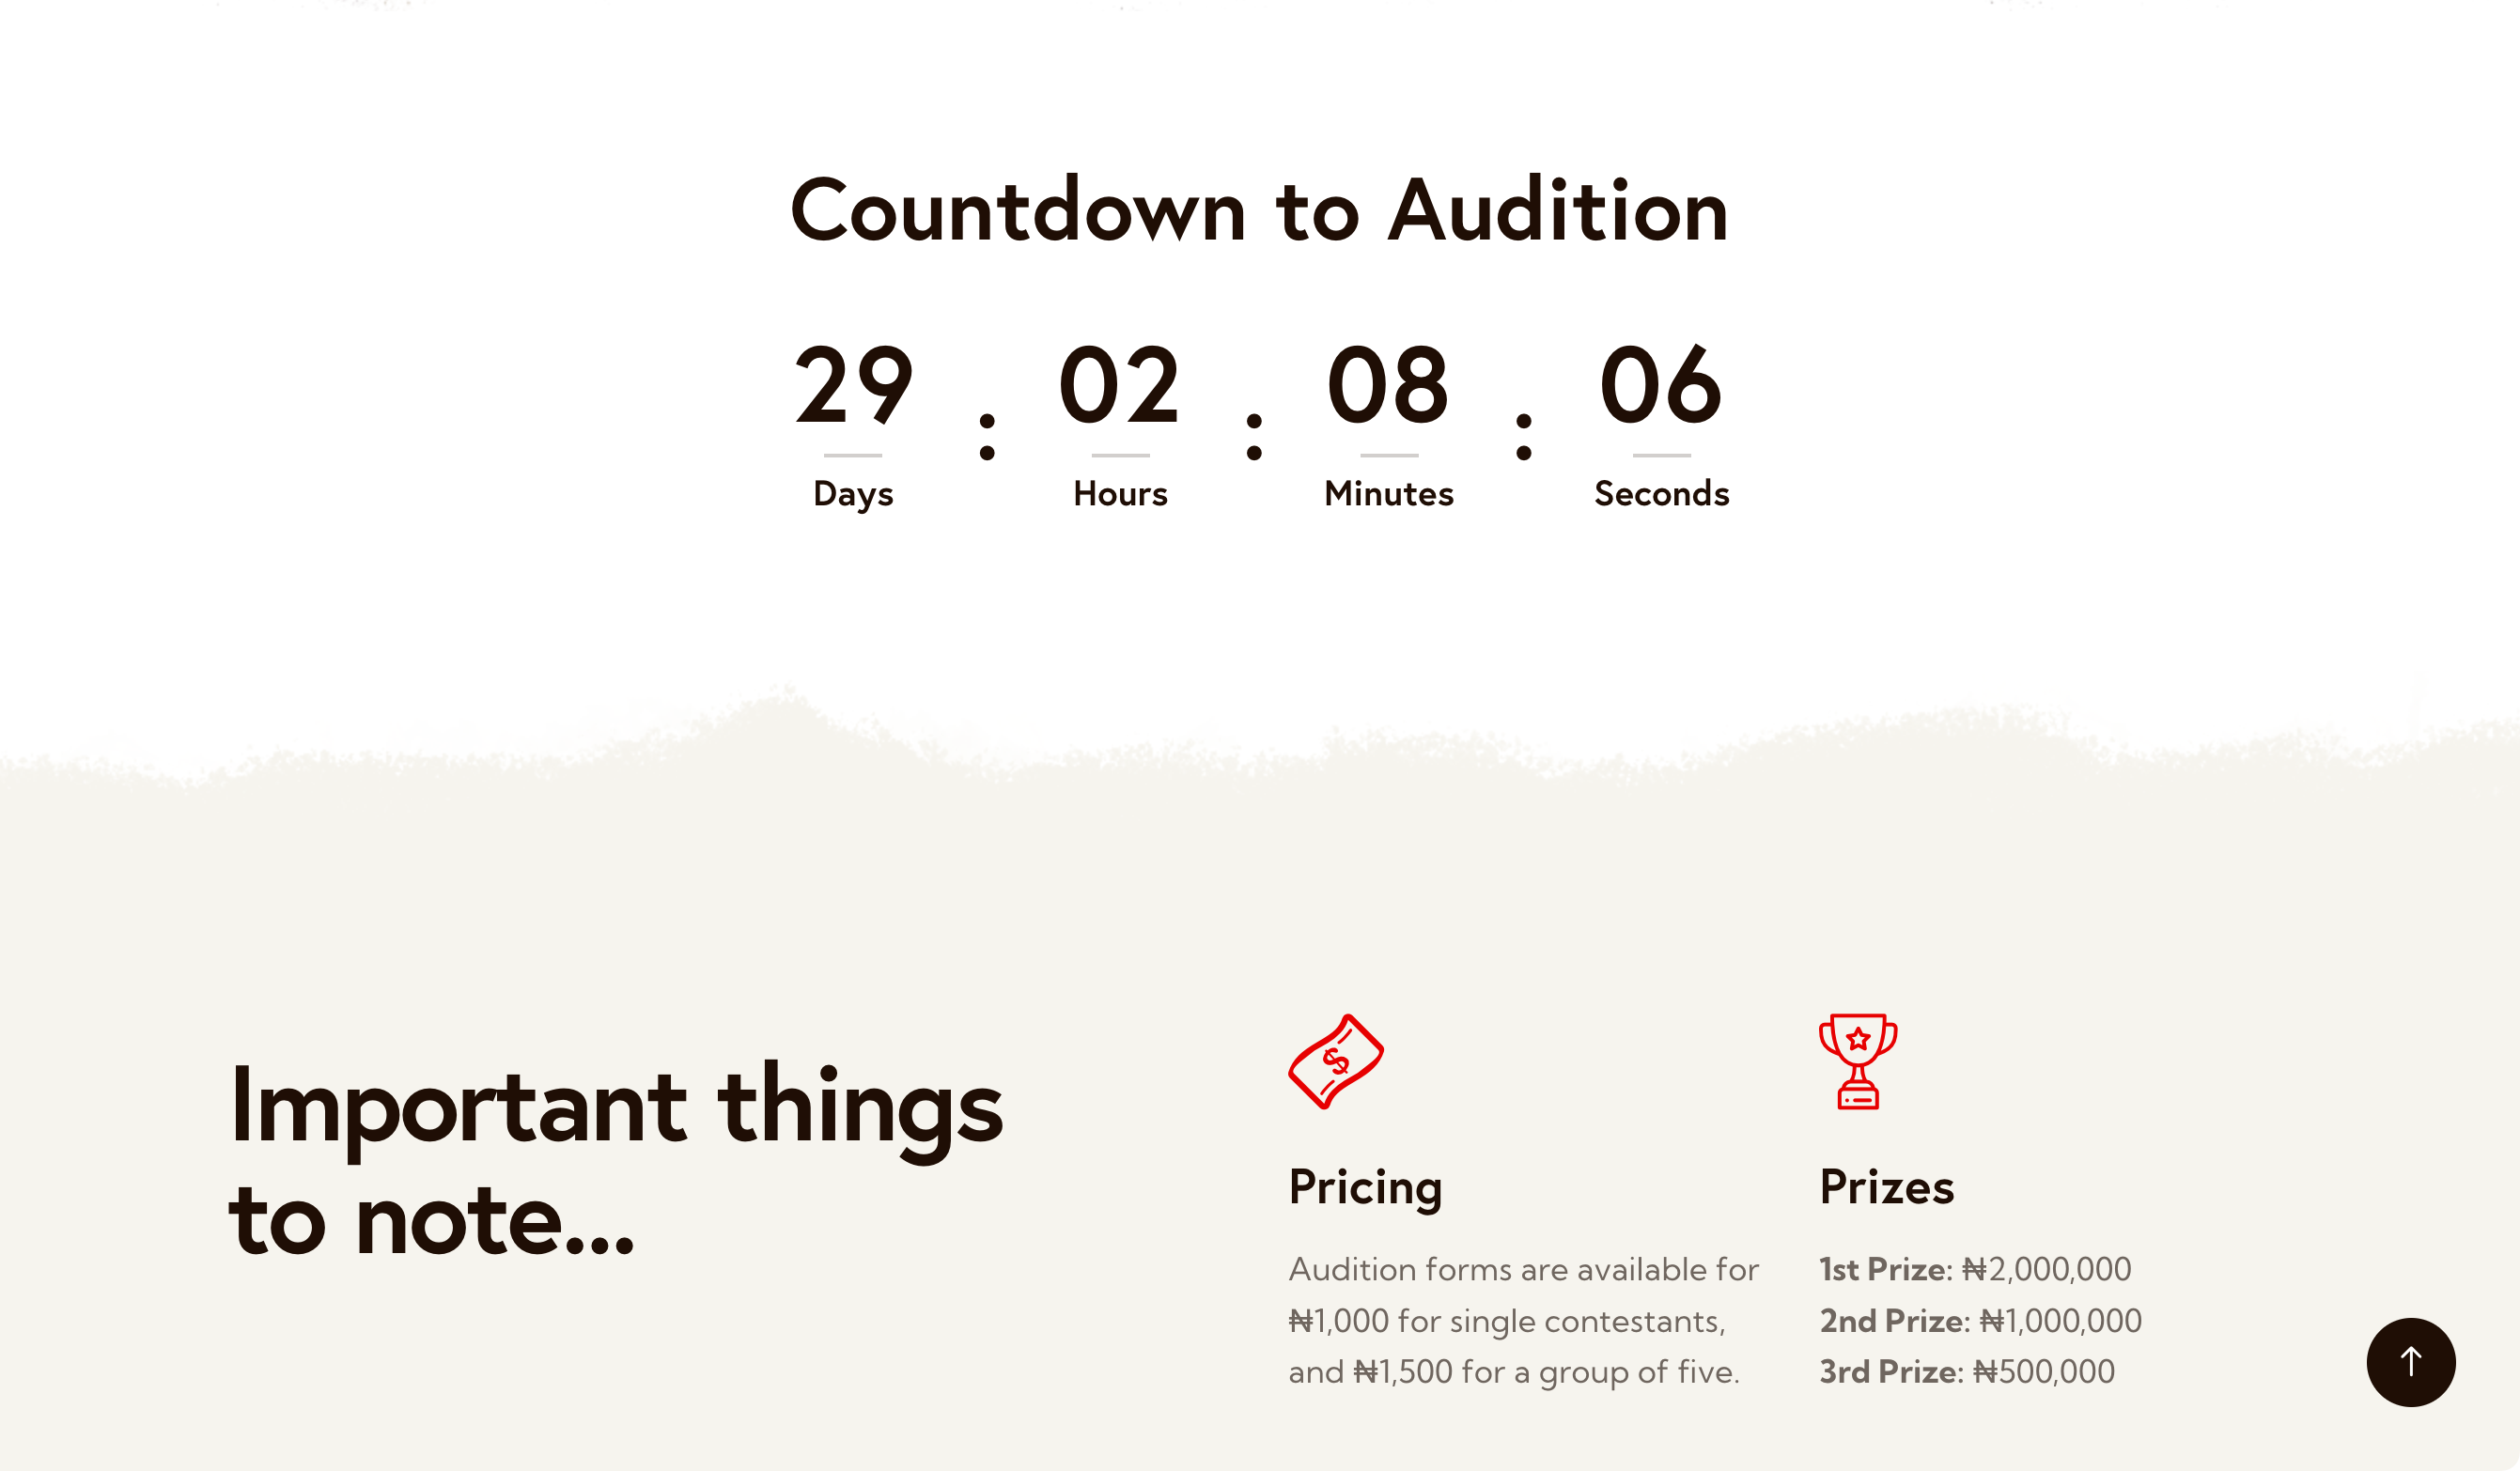 Countdown to Audition
29 : 02 : 08 : 06
Days Hours Minutes Seconds
Important things
to note...
$
Pricing
Audition forms are available for
₦1,000 for single contestants,
and ₦1,500 for a group of five.
Prizes
1st Prize: ₦2,000,000
2nd Prize: ₦1,000,000
3rd Prize: ₦500,000